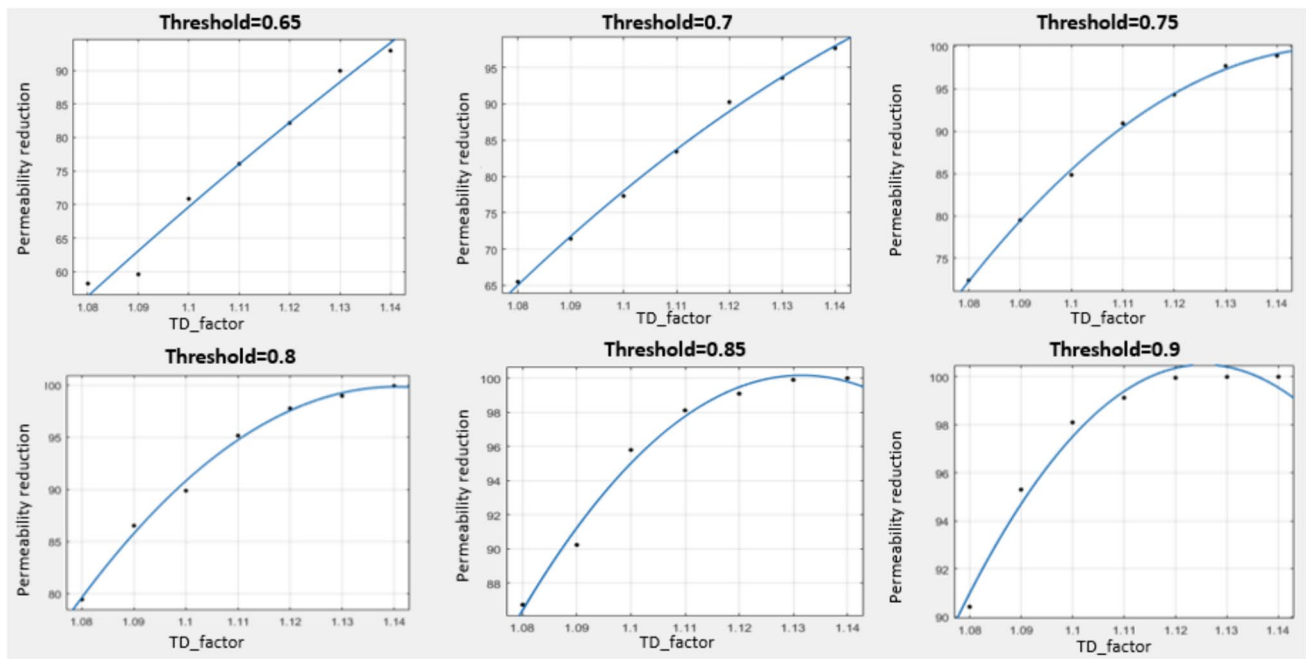 Threshold=0.65
Permeability reduction
90
85
80
75
70
65
60
1.08 1.09 1.1 1.11 1.12 1.13 1.14
TD_factor
Threshold=0.7
Permeability reduction
95
90
85
80
75
70
65
1.08 1.09 1.1 1.11 1.12 1.13 1.14
TD_factor
Threshold=0.75
Permeability reduction
100
95
90
85
80
75
1.08 1.09 1.1 1.11 1.12 1.13 1.14
TD_factor
Threshold=0.8
Permeability reduction
100
95
90
85
80
1.08 1.09 1.1 1.11 1.12 1.13 1.14
TD_factor
Threshold=0.85
Permeability reduction
100
98
96
94
92
90
88
1.08 1.09 1.1 1.11 1.12 1.13 1.14
TD_factor
Threshold=0.9
Permeability reduction
100
98
96
94
92
90
1.08 1.09 1.1 1.11 1.12 1.13 1.14
TD_factor